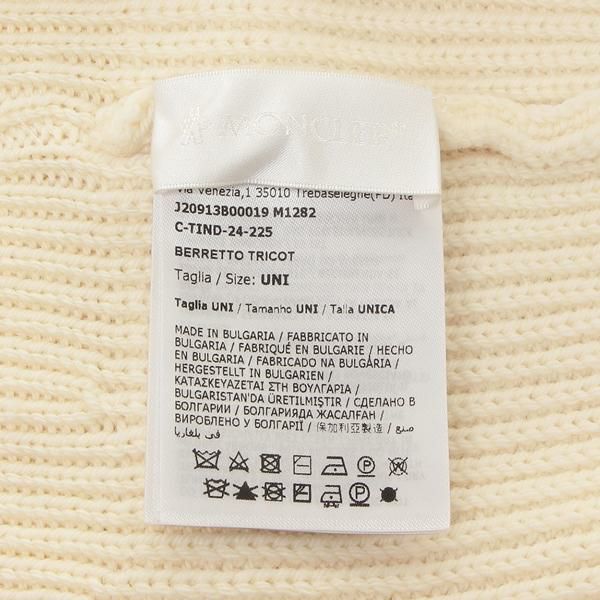 MONCLER
Via Venezia,1 35010 Trebaseleghe(PD) Ita
J20913B00019 M1282
C-TIND-24-225
BERRETTO TRICOT
Taglia / Size: UNI
Taglia UNI / Tamanho UNI / Talla UNICA
MADE IN BULGARIA / FABBRICATO IN
BULGARIA / FABRIQUÉ EN BULGARIE / HECHO
EN BULGARIA / FABRICADO NA BULGÁRIA /
HERGESTELLT IN BULGARIEN /
ΚΑΤΑΣΚΕΥΑΖΕΤΑΙ ΣΤΗ ΒΟΥΛΓΑΡΙΑ /
BULGARISTAN'DA ÜRETILMIŞTIR / СДЕЛАНО В
БОЛГАРИИ / БОЛГАРИЯДА ЖАСАЛҒАН /
ВИРОБЛЕНО У БОЛГАРІЇ / 保加利亞製造 / صنع
في بلغاريا